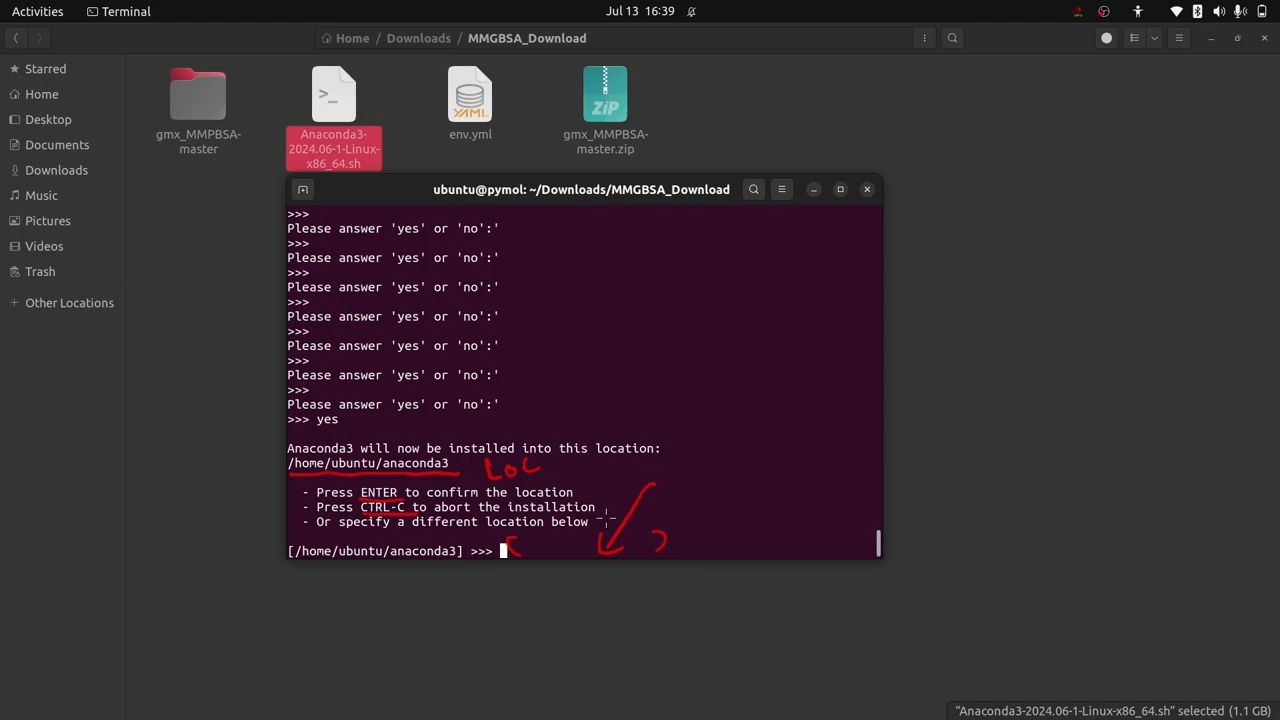 Activities Terminal Jul 13 16:39
Home / Downloads / MMGBSA_Download
Starred
Home
Desktop
Documents
Downloads
Music
Pictures
Videos
Trash
Other Locations
gmx_MMPBSA-
master
Anaconda3-
2024.06-1-Linux-
x86_64.sh
>_
env.yml
YAML
gmx_MMPBSA-
master.zip
ZIP
ubuntu@pymol: ~/Downloads/MMGBSA_Download
>>>
Please answer 'yes' or 'no':'
>>>
Please answer 'yes' or 'no':'
>>>
Please answer 'yes' or 'no':'
>>>
Please answer 'yes' or 'no':'
>>>
Please answer 'yes' or 'no':'
>>>
Please answer 'yes' or 'no':'
>>>
Please answer 'yes' or 'no':'
>>> yes
Anaconda3 will now be installed into this location:
/home/ubuntu/anaconda3 LOC
- Press ENTER to confirm the location
- Press CTRL-C to abort the installation
- Or specify a different location below
[/home/ubuntu/anaconda3] >>> ( )
"Anaconda3-2024.06-1-Linux-x86_64.sh" selected (1.1 GB)